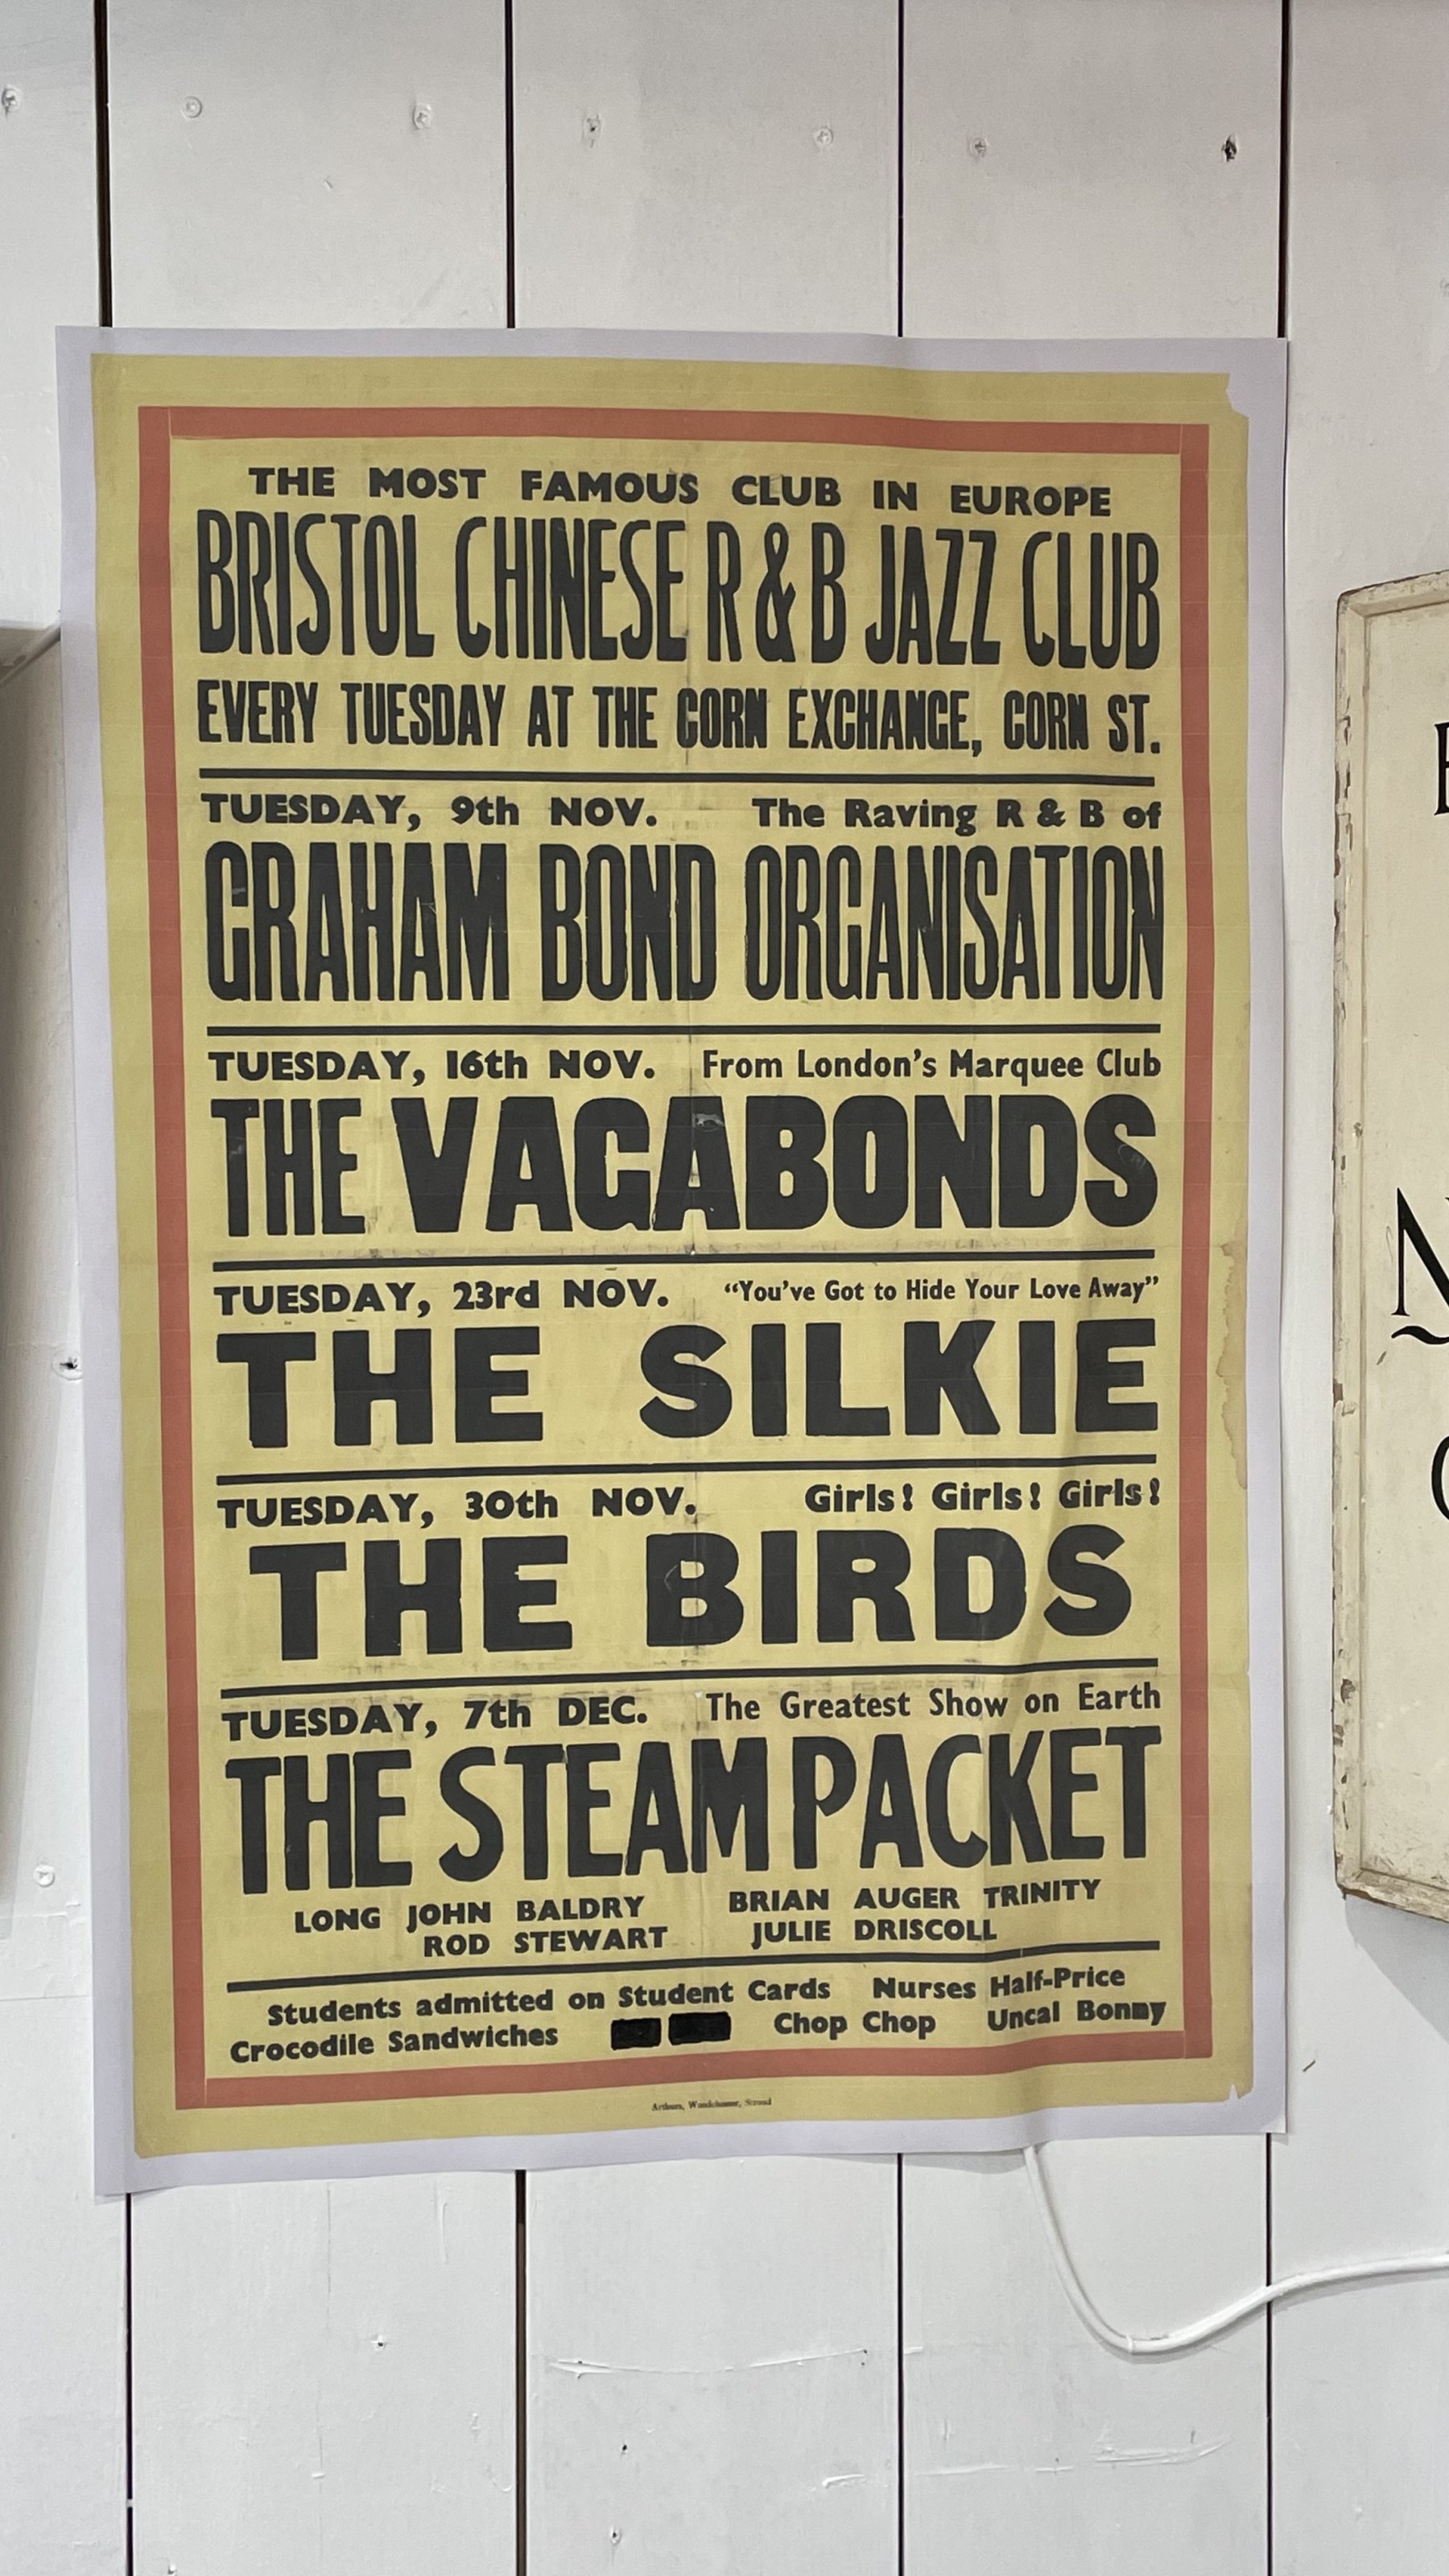 THE MOST FAMOUS CLUB IN EUROPE
BRISTOL CHINESE R & B JAZZ CLUB
EVERY TUESDAY AT THE CORN EXCHANGE, CORN ST.
TUESDAY, 9th NOV. The Raving R & B of
GRAHAM BOND ORGANISATION
TUESDAY, 16th NOV. From London's Marquee Club
THE VAGABONDS
TUESDAY, 23rd NOV. "You've Got to Hide Your Love Away"
THE SILKIE
TUESDAY, 30th NOV. Girls! Girls! Girls!
THE BIRDS
TUESDAY, 7th DEC. The Greatest Show on Earth
THE STEAM PACKET
LONG JOHN BALDRY BRIAN AUGER TRINITY
ROD STEWART JULIE DRISCOLL
Students admitted on Student Cards Nurses Half-Price
Crocodile Sandwiches Chop Chop Uncal Bonny
Arthurs, Stroud